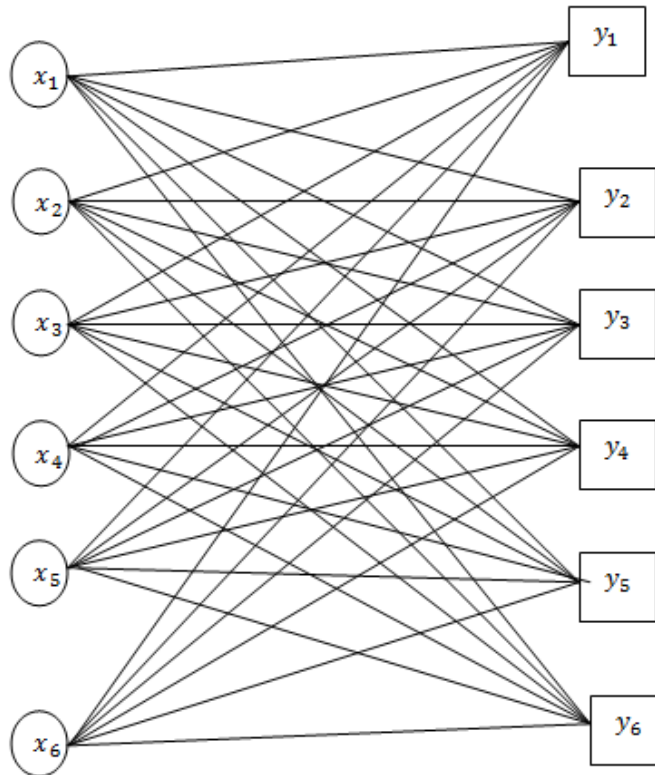 x₁ y₁
x₂ y₂
x₃ y₃
x₄ y₄
x₅ y₅
x₆ y₆